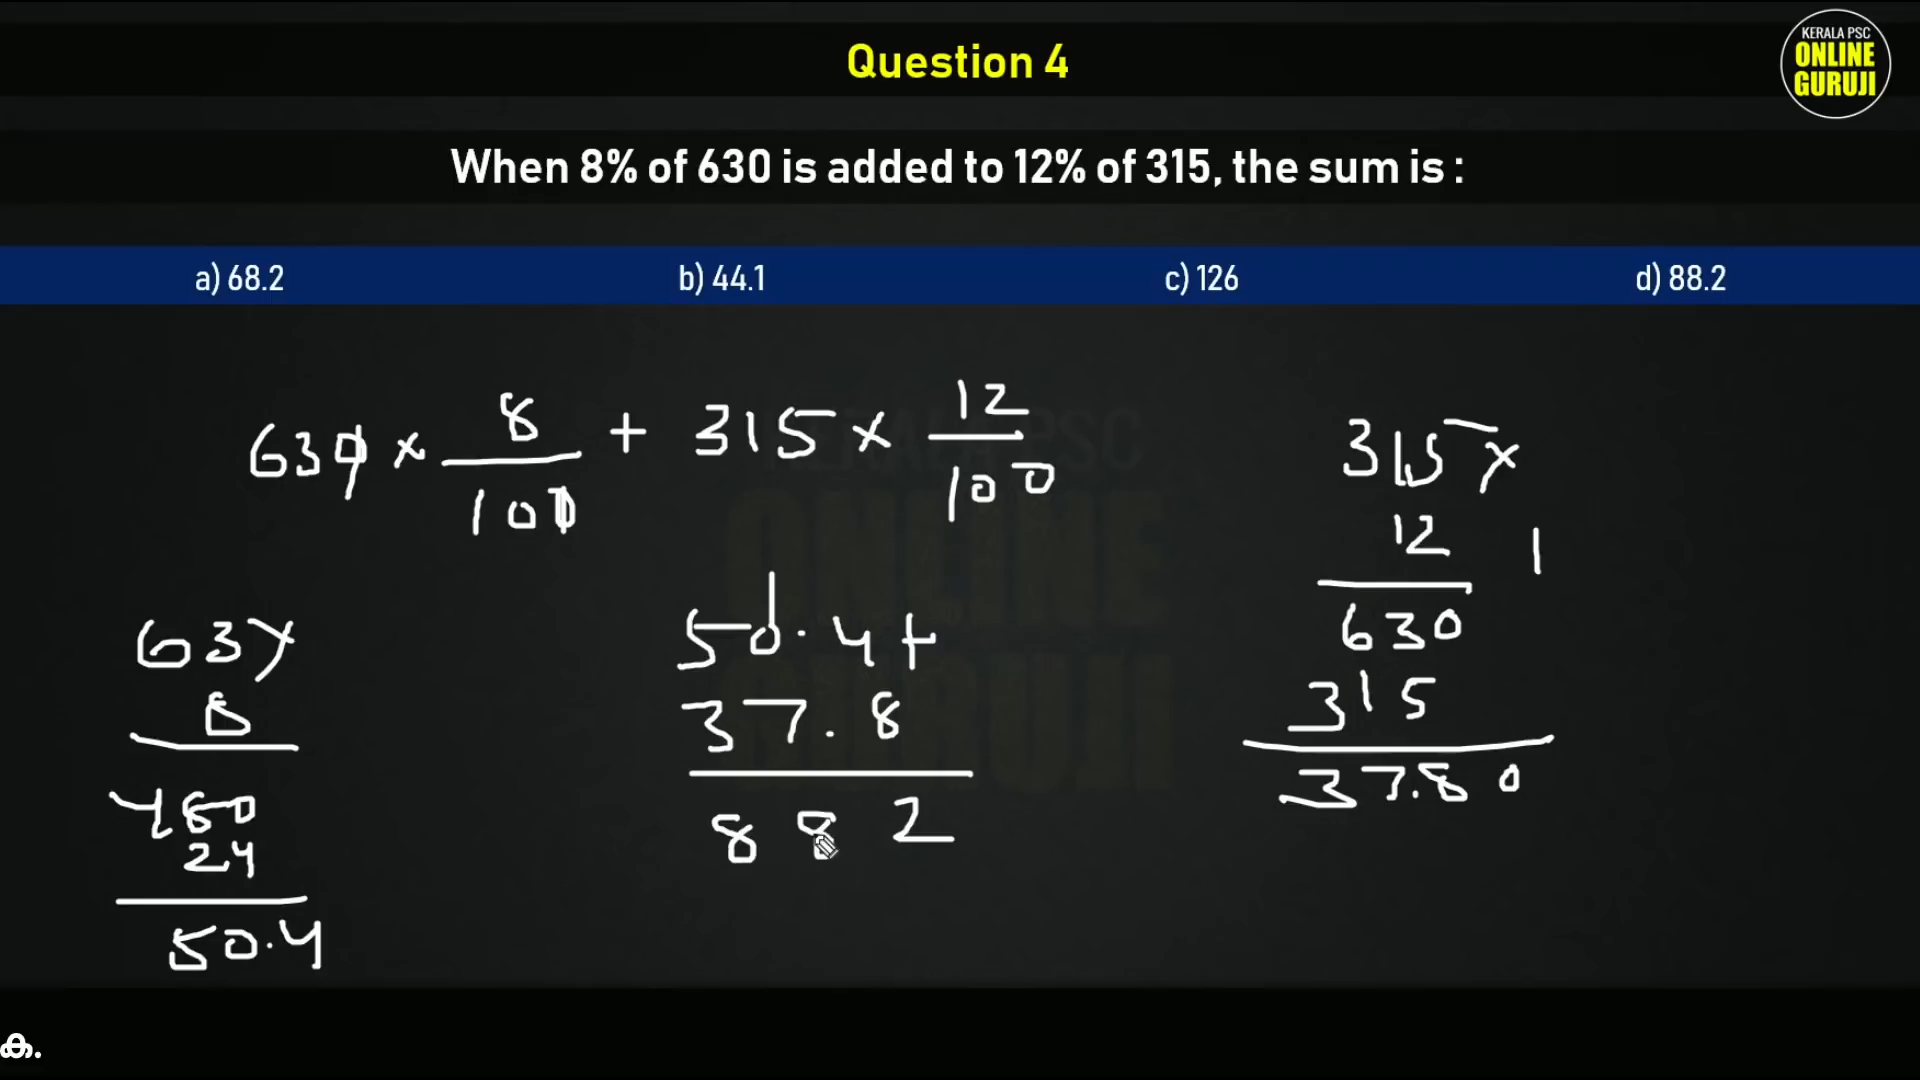 Question 4
KERALA PSC
ONLINE
GURUJI
When 8% of 630 is added to 12% of 315, the sum is :
a) 68.2 b) 44.1 c) 126 d) 88.2
630 × 8/100 + 315 × 12/100
63 ×
8
480
24
50.4
50.4 +
37.8
88 2
315 ×
12 1
630
315
37.80
ക.